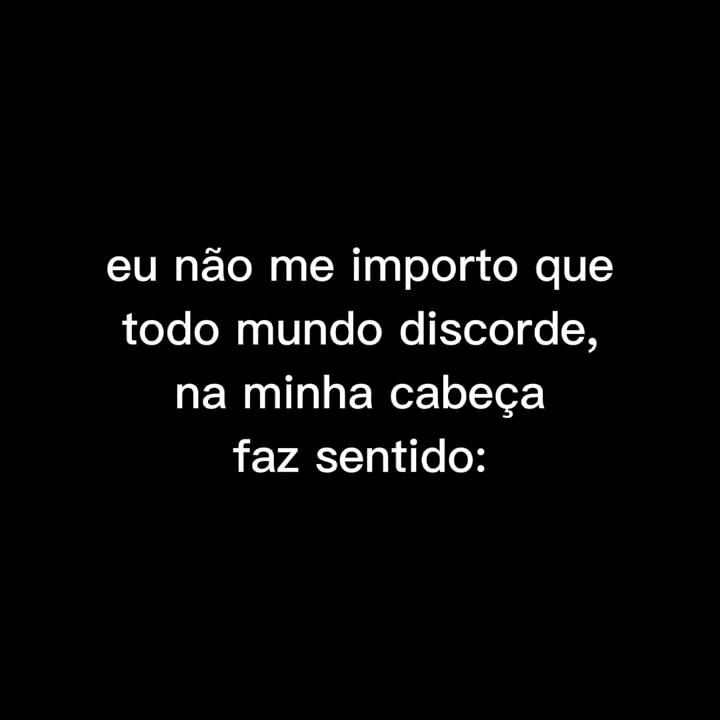 eu não me importo que
todo mundo discorde,
na minha cabeça
faz sentido: